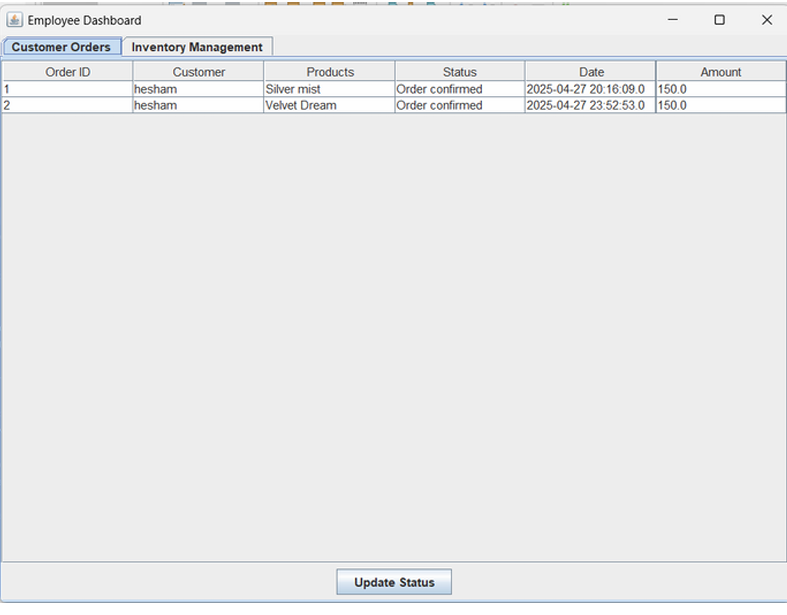 Employee Dashboard
Customer Orders Inventory Management
Order ID Customer Products Status Date Amount
1 hesham Silver mist Order confirmed 2025-04-27 20:16:09.0 150.0
2 hesham Velvet Dream Order confirmed 2025-04-27 23:52:53.0 150.0
Update Status